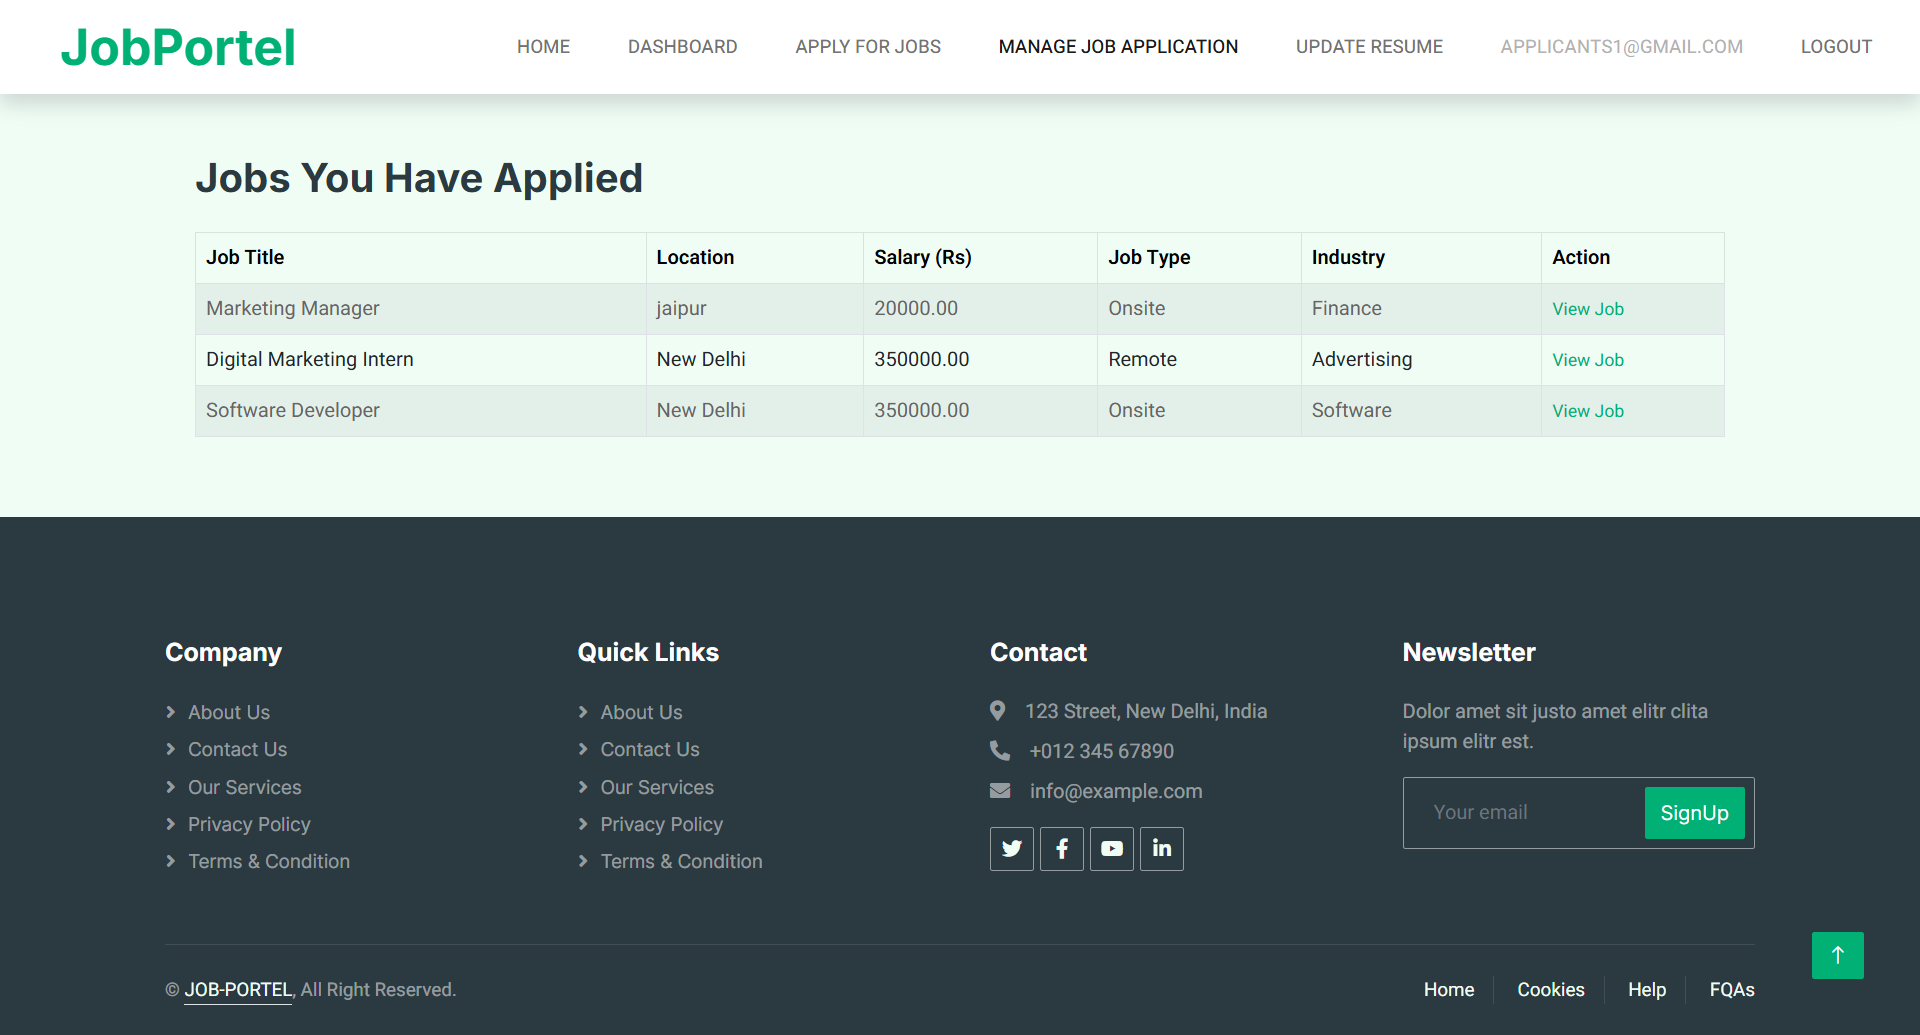 JobPortel
HOME DASHBOARD APPLY FOR JOBS MANAGE JOB APPLICATION UPDATE RESUME APPLICANTS1@GMAIL.COM LOGOUT
Jobs You Have Applied
Job Title Location Salary (Rs) Job Type Industry Action
Marketing Manager jaipur 20000.00 Onsite Finance View Job
Digital Marketing Intern New Delhi 350000.00 Remote Advertising View Job
Software Developer New Delhi 350000.00 Onsite Software View Job
Company
About Us
Contact Us
Our Services
Privacy Policy
Terms & Condition
Quick Links
About Us
Contact Us
Our Services
Privacy Policy
Terms & Condition
Contact
123 Street, New Delhi, India
+012 345 67890
info@example.com
Newsletter
Dolor amet sit justo amet elitr clita
ipsum elitr est.
Your email SignUp
© JOB-PORTEL, All Right Reserved.
Home Cookies Help FQAs